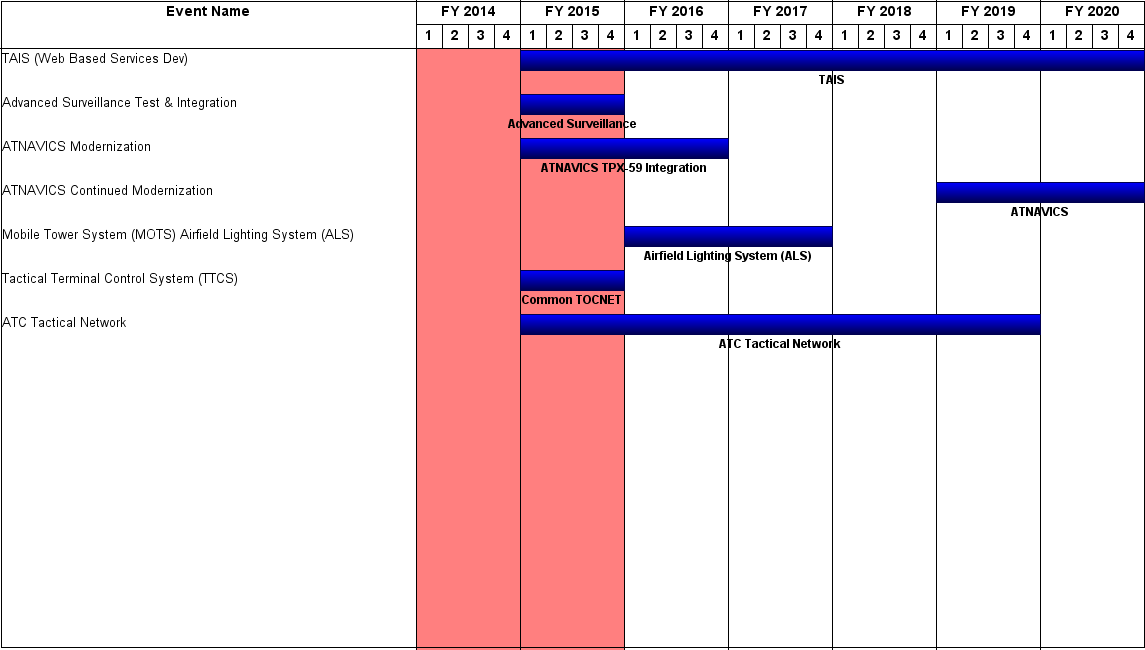 Event Name FY 2014 FY 2015 FY 2016 FY 2017 FY 2018 FY 2019 FY 2020
1 2 3 4 1 2 3 4 1 2 3 4 1 2 3 4 1 2 3 4 1 2 3 4 1 2 3 4
TAIS (Web Based Services Dev)
TAIS
Advanced Surveillance Test & Integration
Advanced Surveillance
ATNAVICS Modernization
ATNAVICS TPX-59 Integration
ATNAVICS Continued Modernization
ATNAVICS
Mobile Tower System (MOTS) Airfield Lighting System (ALS)
Airfield Lighting System (ALS)
Tactical Terminal Control System (TTCS)
Common TOCNET
ATC Tactical Network
ATC Tactical Network